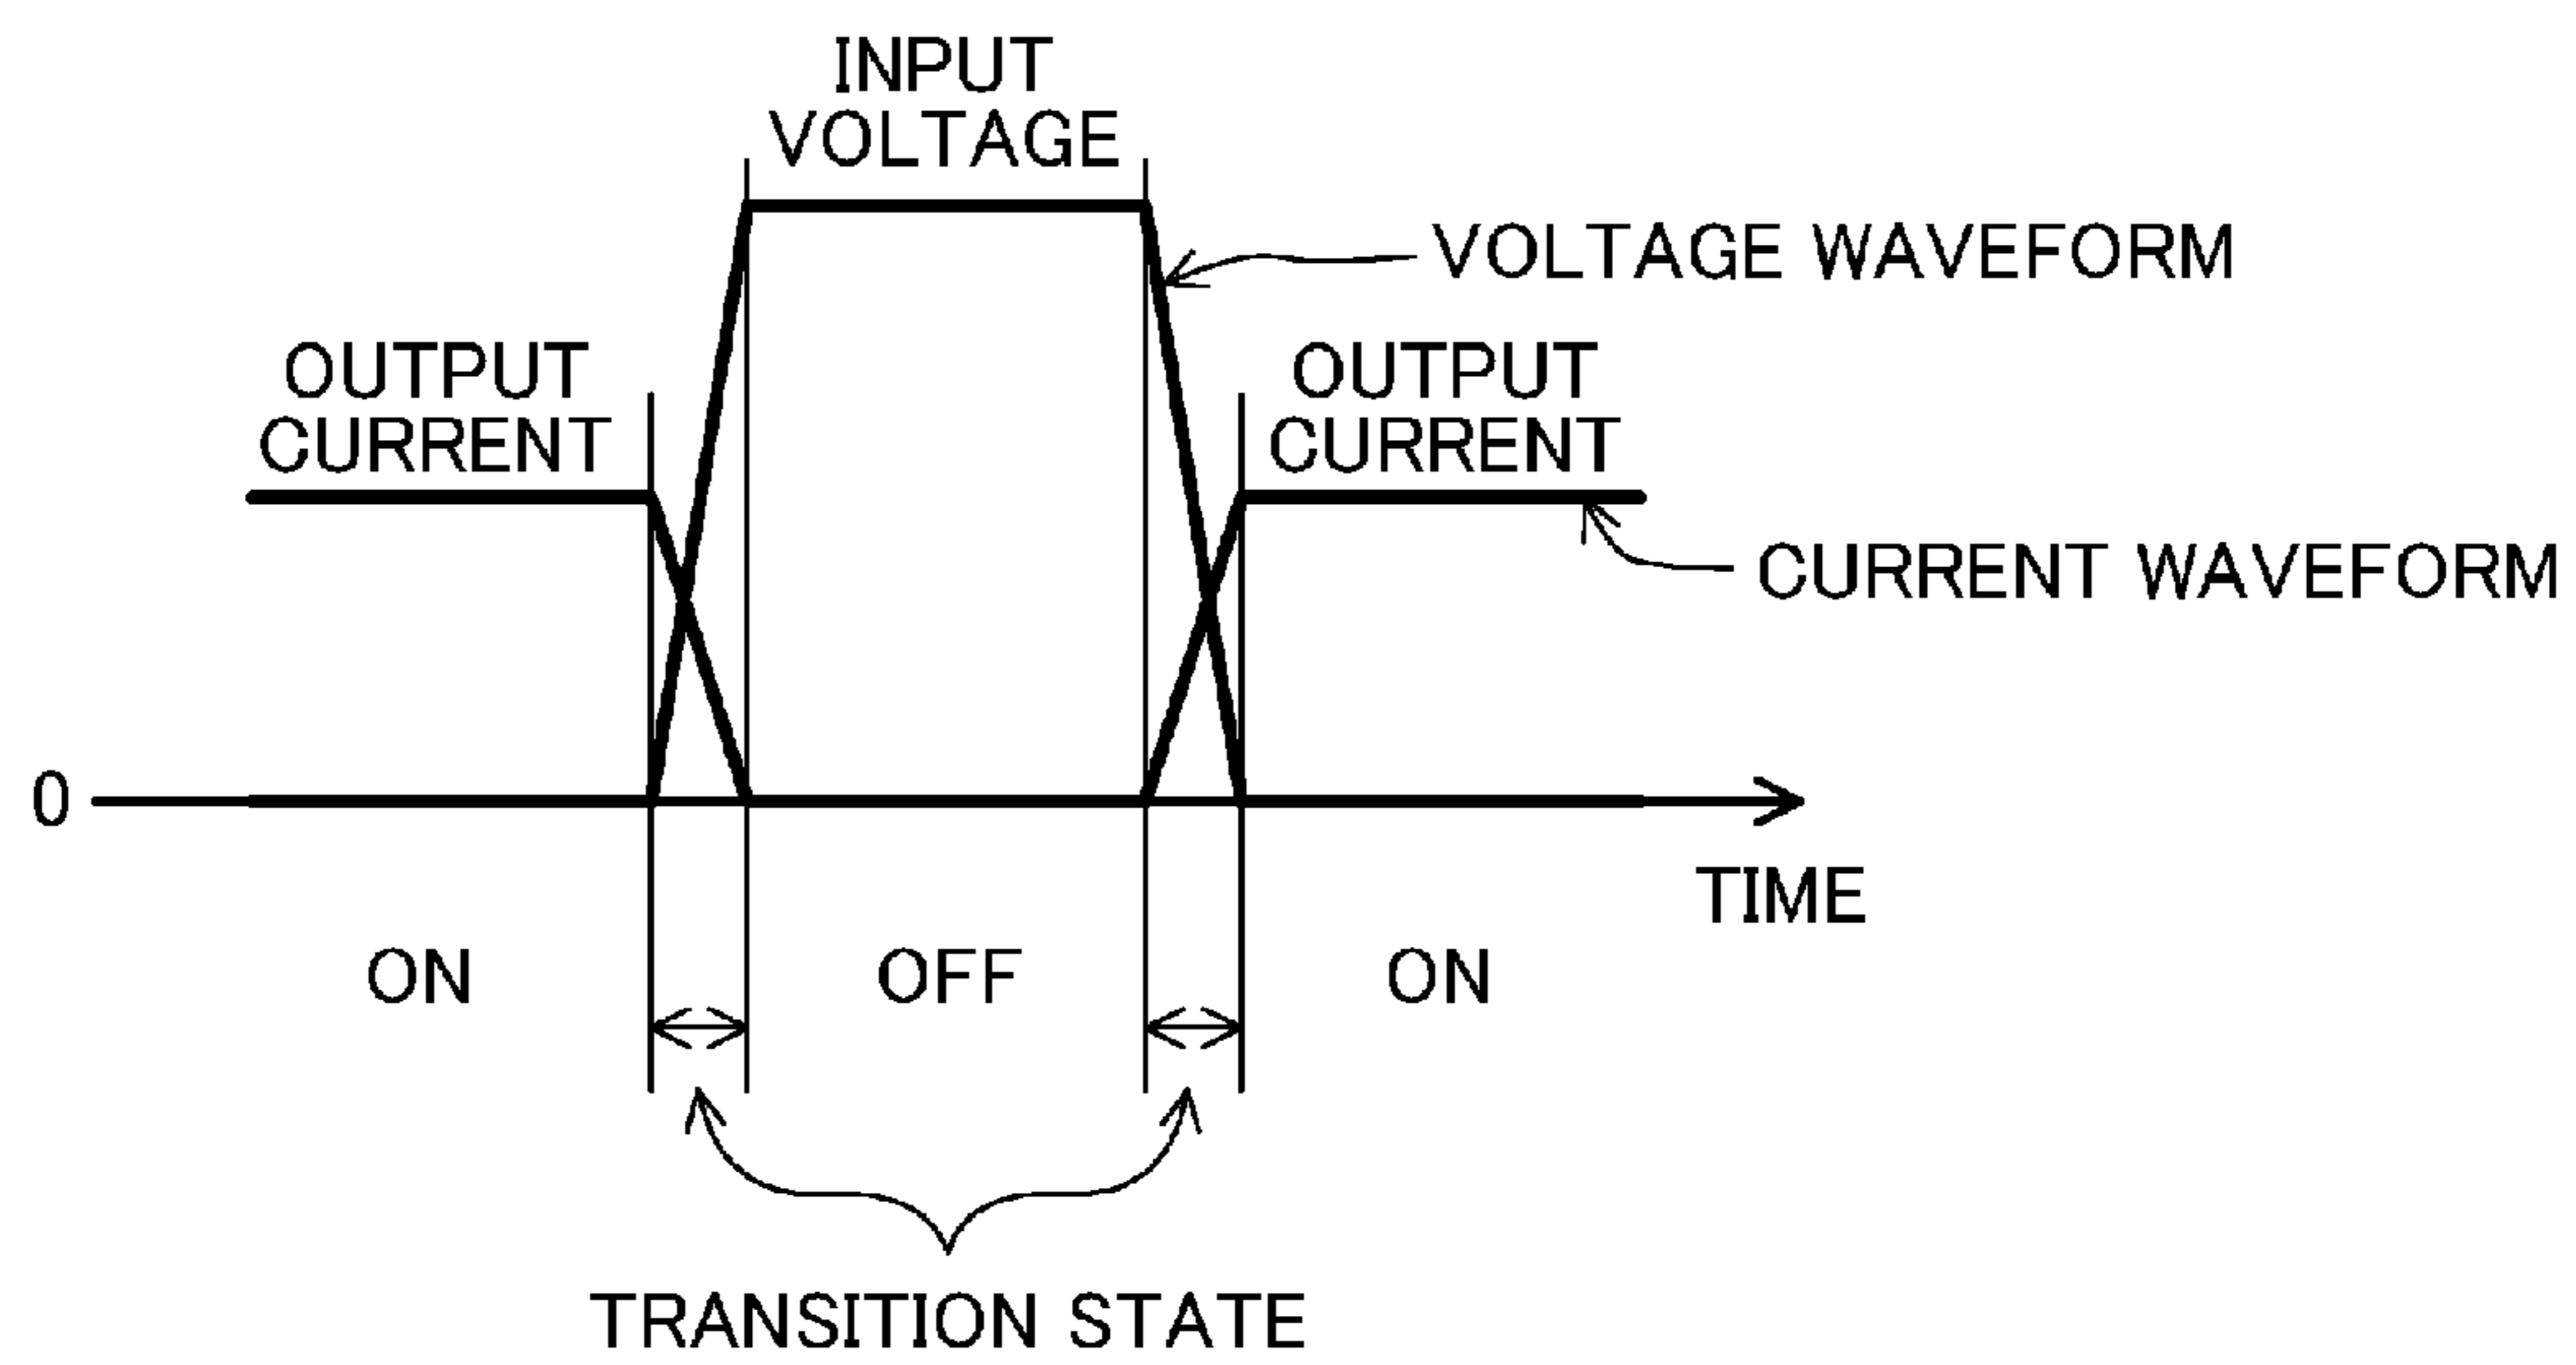 INPUT
VOLTAGE
VOLTAGE WAVEFORM
OUTPUT
CURRENT
OUTPUT
CURRENT
CURRENT WAVEFORM
0
TIME
ON
OFF
ON
TRANSITION STATE